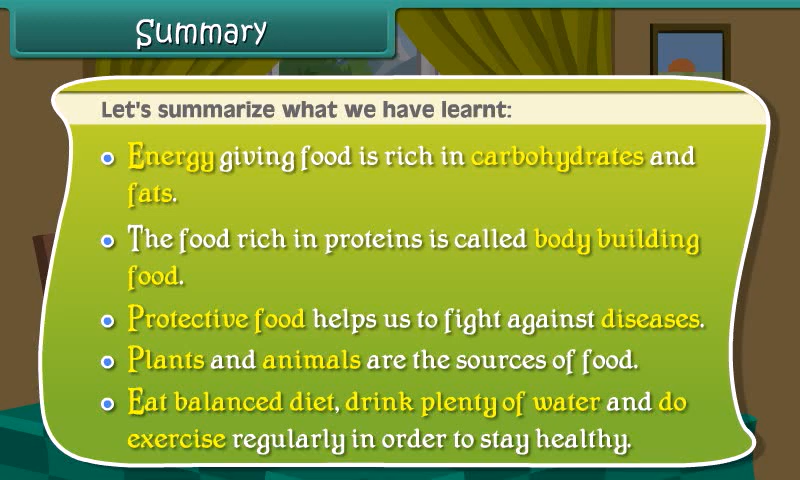 Summary
Let's summarize what we have learnt:
Energy giving food is rich in carbohydrates and
fats.
The food rich in proteins is called body building
food.
Protective food helps us to fight against diseases.
Plants and animals are the sources of food.
Eat balanced diet, drink plenty of water and do
exercise regularly in order to stay healthy.